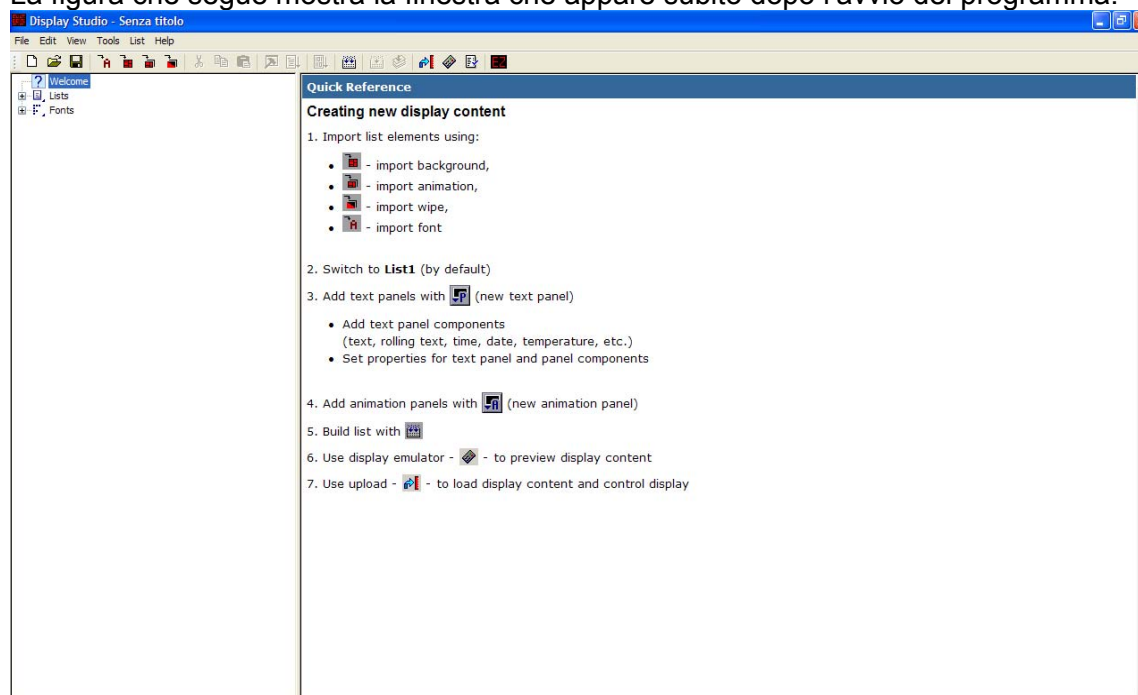 La figura che segue mostra la finestra che appare subito dopo l'avvio del programma.
Display Studio - Senza titolo
File Edit View Tools List Help
Welcome
Lists
Fonts
Quick Reference
Creating new display content
1. Import list elements using:
• - import background,
• - import animation,
• - import wipe,
• - import font
2. Switch to List1 (by default)
3. Add text panels with (new text panel)
• Add text panel components
(text, rolling text, time, date, temperature, etc.)
• Set properties for text panel and panel components
4. Add animation panels with (new animation panel)
5. Build list with
6. Use display emulator - - to preview display content
7. Use upload - - to load display content and control display